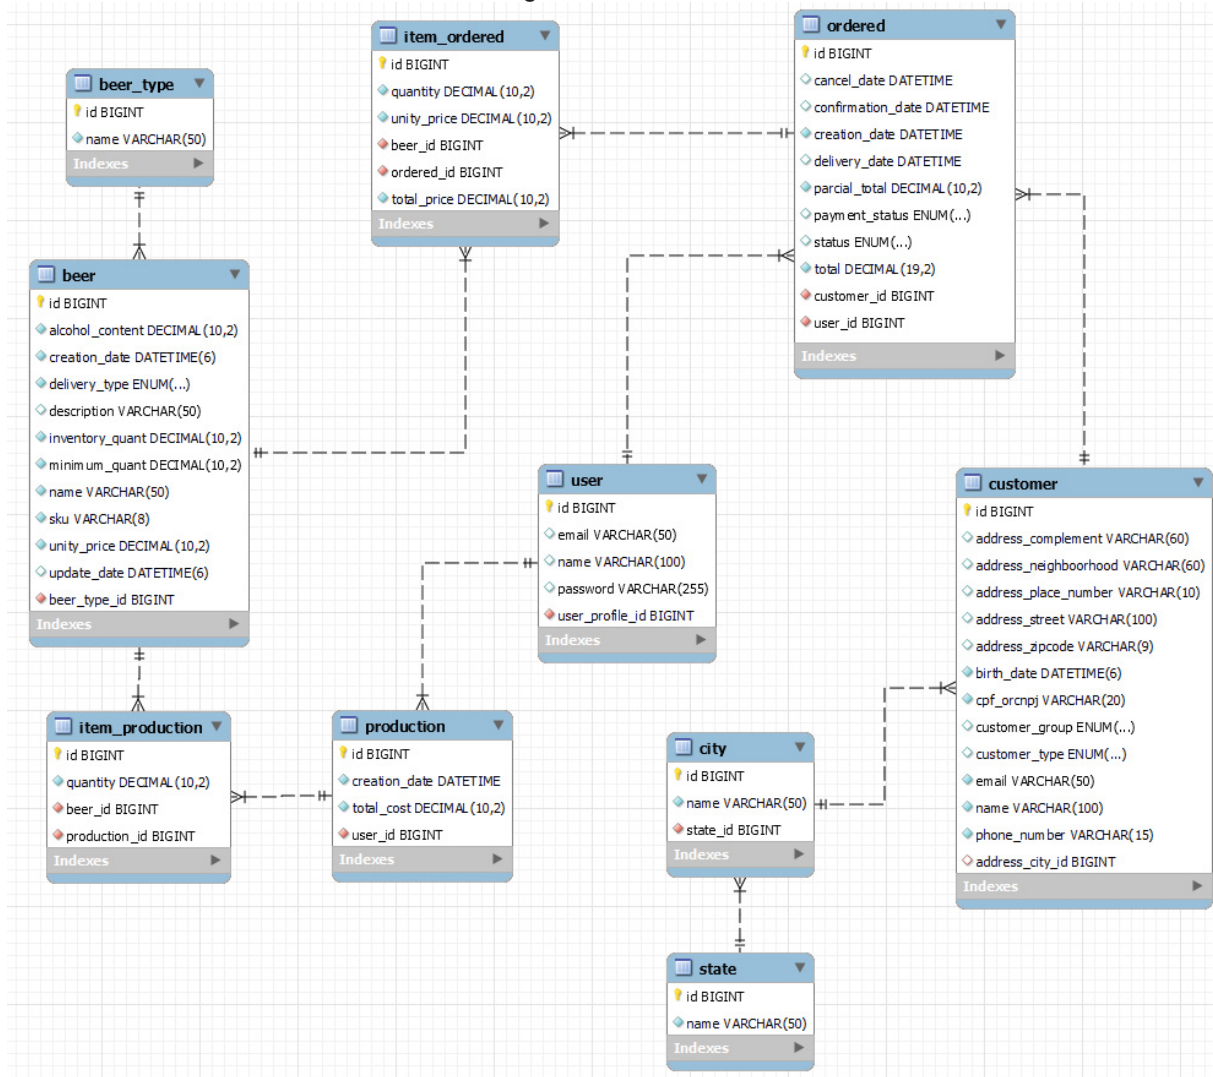 item_ordered
id BIGINT
quantity DECIMAL(10,2)
unity_price DECIMAL(10,2)
beer_id BIGINT
ordered_id BIGINT
total_price DECIMAL(10,2)
Indexes
ordered
id BIGINT
cancel_date DATETIME
confirmation_date DATETIME
creation_date DATETIME
delivery_date DATETIME
parcial_total DECIMAL(10,2)
payment_status ENUM(...)
status ENUM(...)
total DECIMAL(19,2)
customer_id BIGINT
user_id BIGINT
Indexes
beer_type
id BIGINT
name VARCHAR(50)
Indexes
beer
id BIGINT
alcohol_content DECIMAL(10,2)
creation_date DATETIME(6)
delivery_type ENUM(...)
description VARCHAR(50)
inventory_quant DECIMAL(10,2)
minimum_quant DECIMAL(10,2)
name VARCHAR(50)
sku VARCHAR(8)
unity_price DECIMAL(10,2)
update_date DATETIME(6)
beer_type_id BIGINT
Indexes
user
id BIGINT
email VARCHAR(50)
name VARCHAR(100)
password VARCHAR(255)
user_profile_id BIGINT
Indexes
customer
id BIGINT
address_complement VARCHAR(60)
address_neighboorhood VARCHAR(60)
address_place_number VARCHAR(10)
address_street VARCHAR(100)
address_zipcode VARCHAR(9)
birth_date DATETIME(6)
cpf_orcnpj VARCHAR(20)
customer_group ENUM(...)
customer_type ENUM(...)
email VARCHAR(50)
name VARCHAR(100)
phone_number VARCHAR(15)
address_city_id BIGINT
Indexes
item_production
id BIGINT
quantity DECIMAL(10,2)
beer_id BIGINT
production_id BIGINT
Indexes
production
id BIGINT
creation_date DATETIME
total_cost DECIMAL(10,2)
user_id BIGINT
Indexes
city
id BIGINT
name VARCHAR(50)
state_id BIGINT
Indexes
state
id BIGINT
name VARCHAR(50)
Indexes